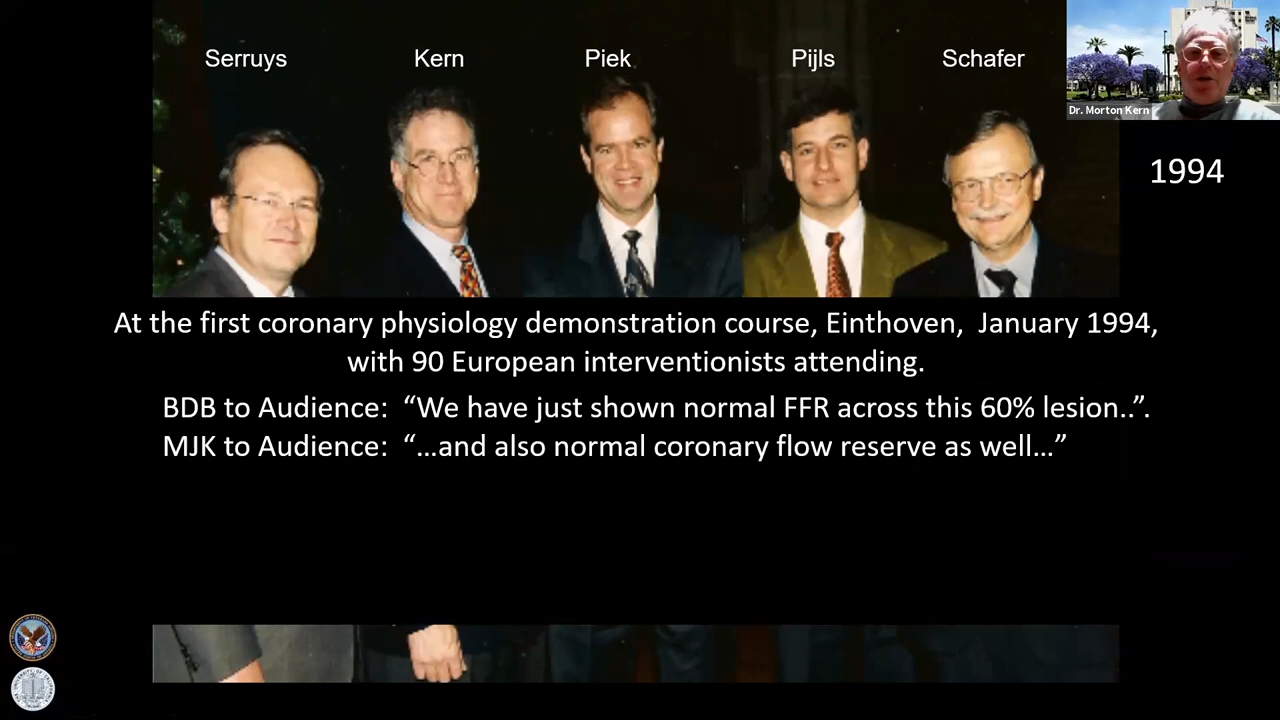 Serruys Kern Piek Pijls Schafer
Dr. Morton Kern
1994
At the first coronary physiology demonstration course, Einthoven, January 1994,
with 90 European interventionists attending.
BDB to Audience: “We have just shown normal FFR across this 60% lesion..”.
MJK to Audience: “…and also normal coronary flow reserve as well…”